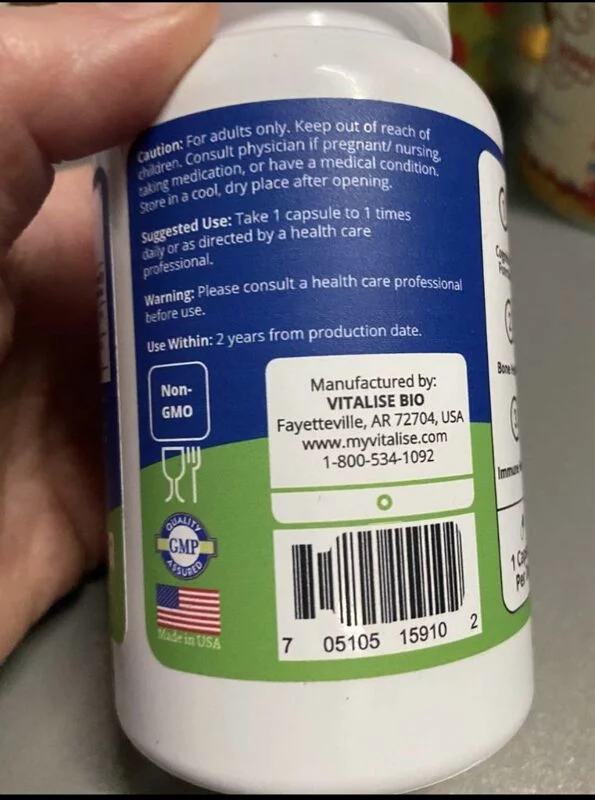 Caution: For adults only. Keep out of reach of
children. Consult physician if pregnant/ nursing,
taking medication, or have a medical condition.
Store in a cool, dry place after opening.
Suggested Use: Take 1 capsule to 1 times
daily or as directed by a health care
professional.
Warning: Please consult a health care professional
before use.
Use Within: 2 years from production date.
Non-
GMO
QUALITY
GMP
ASSURED
Made in USA
Manufactured by:
VITALISE BIO
Fayetteville, AR 72704, USA
www.myvitalise.com
1-800-534-1092
7 05105 15910 2
Bone
Immune
1
Per